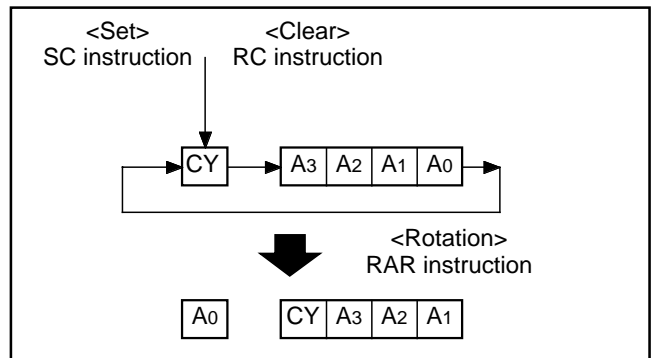 <Set> <Clear>
SC instruction RC instruction
CY A3 A2 A1 A0
<Rotation>
RAR instruction
A0 CY A3 A2 A1